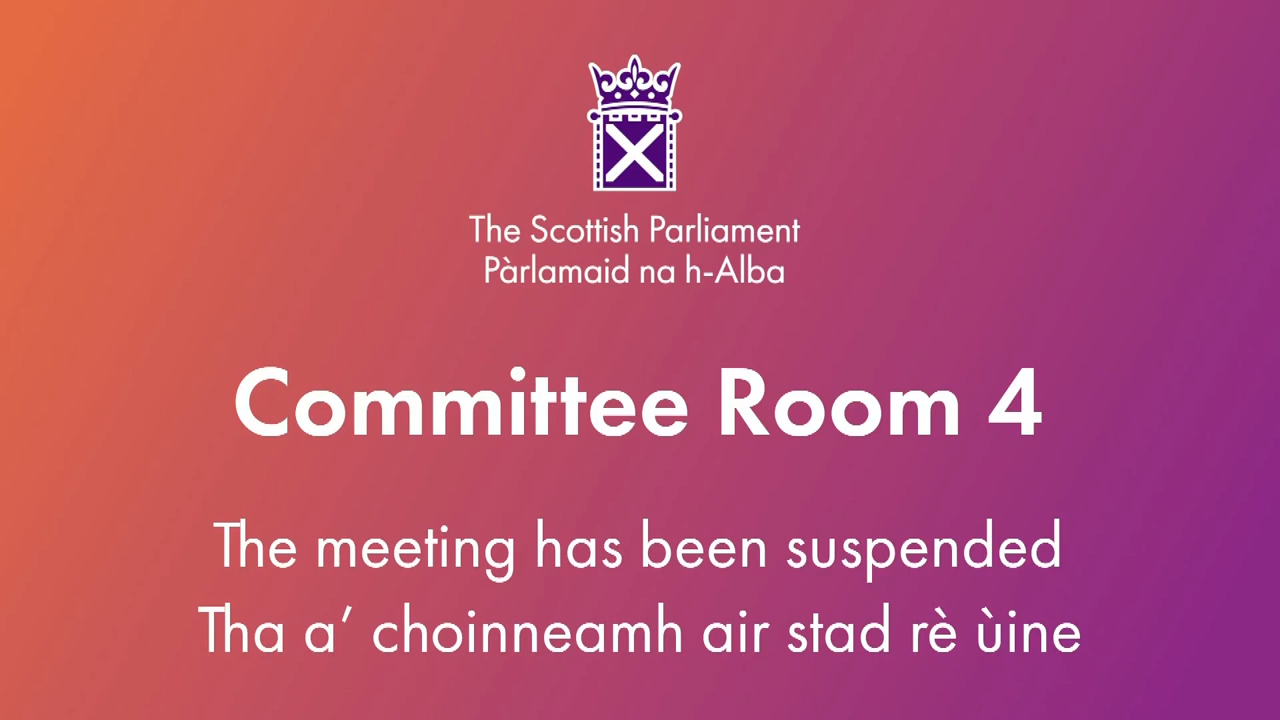 The Scottish Parliament
Pàrlamaid na h-Alba
Committee Room 4
The meeting has been suspended
Tha a’ choinneamh air stad rè ùine